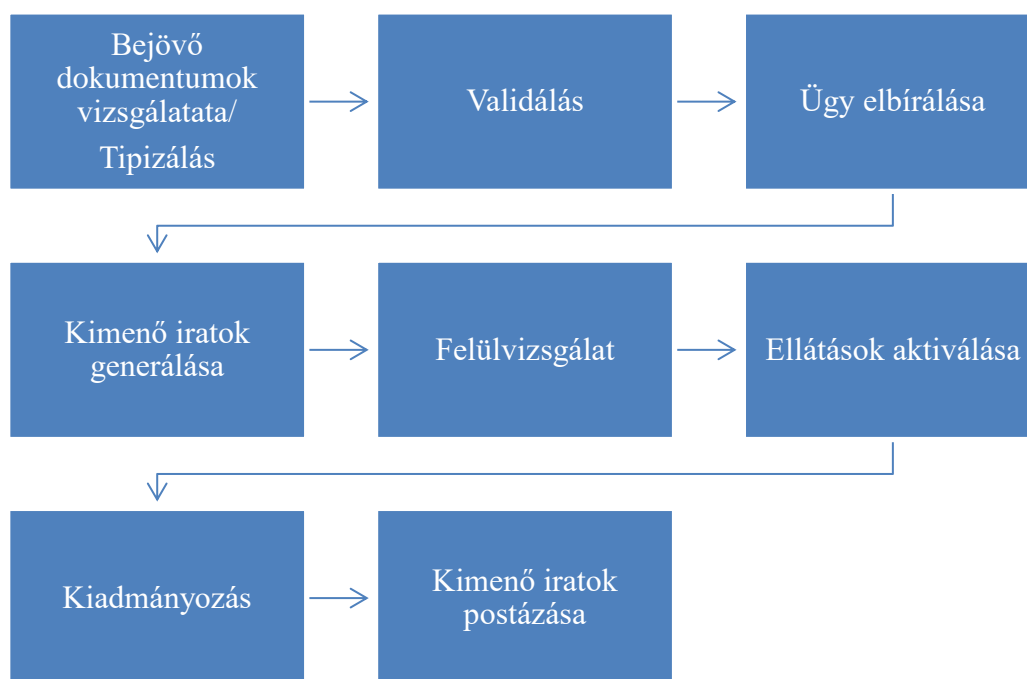 Bejövő
dokumentumok
vizsgálatata/
Tipizálás
Validálás
Ügy elbírálása
Kimenő iratok
generálása
Felülvizsgálat
Ellátások aktiválása
Kiadmányozás
Kimenő iratok
postázása